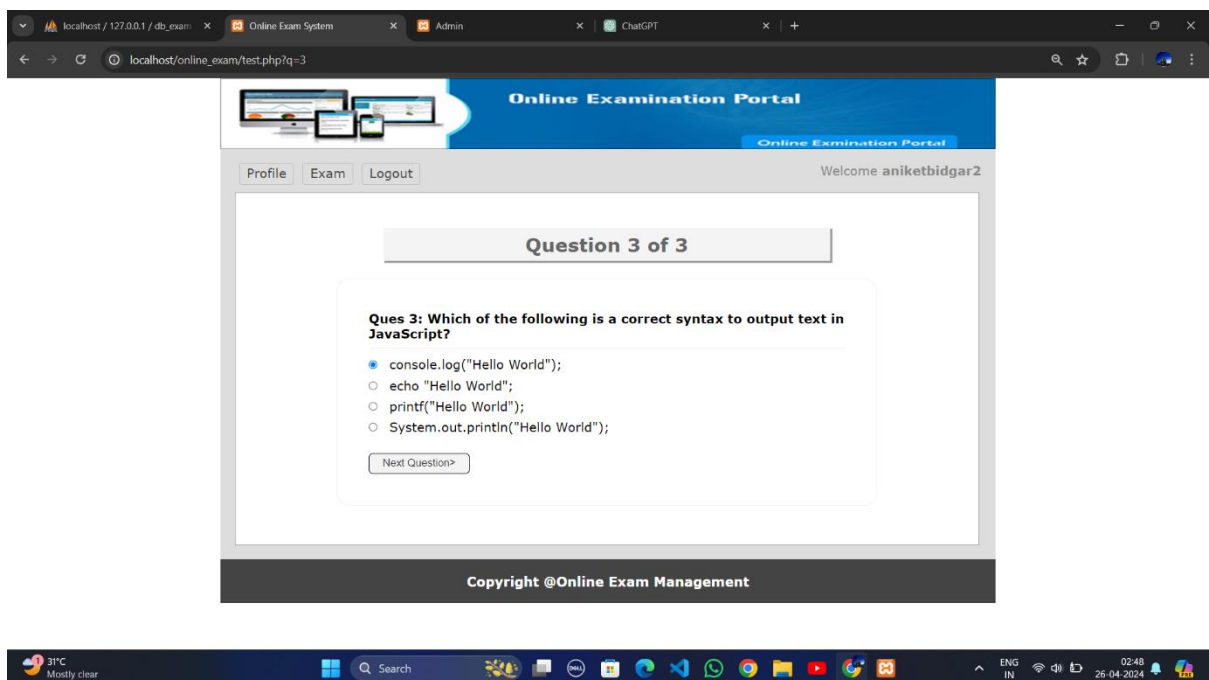 localhost / 127.0.0.1 / db_exam
Online Exam System
Admin
ChatGPT
localhost/online_exam/test.php?q=3
Online Examination Portal
Online Exmination Portal
Profile Exam Logout Welcome aniketbidgar2
Question 3 of 3
Ques 3: Which of the following is a correct syntax to output text in
JavaScript?
console.log("Hello World");
echo "Hello World";
printf("Hello World");
System.out.println("Hello World");
Next Question>
Copyright @Online Exam Management
1
31°C
Mostly clear
Search
DELL
ENG
IN
02:48
26-04-2024